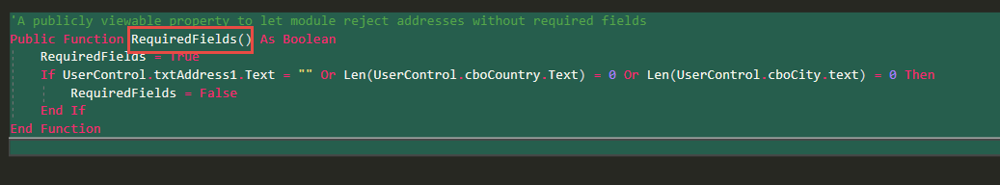 'A publicly viewable property to let module reject addresses without required fields
Public Function RequiredFields() As Boolean
RequiredFields = True
If UserControl.txtAddress1.Text = "" Or Len(UserControl.cboCountry.Text) = 0 Or Len(UserControl.cboCity.text) = 0 Then
RequiredFields = False
End If
End Function